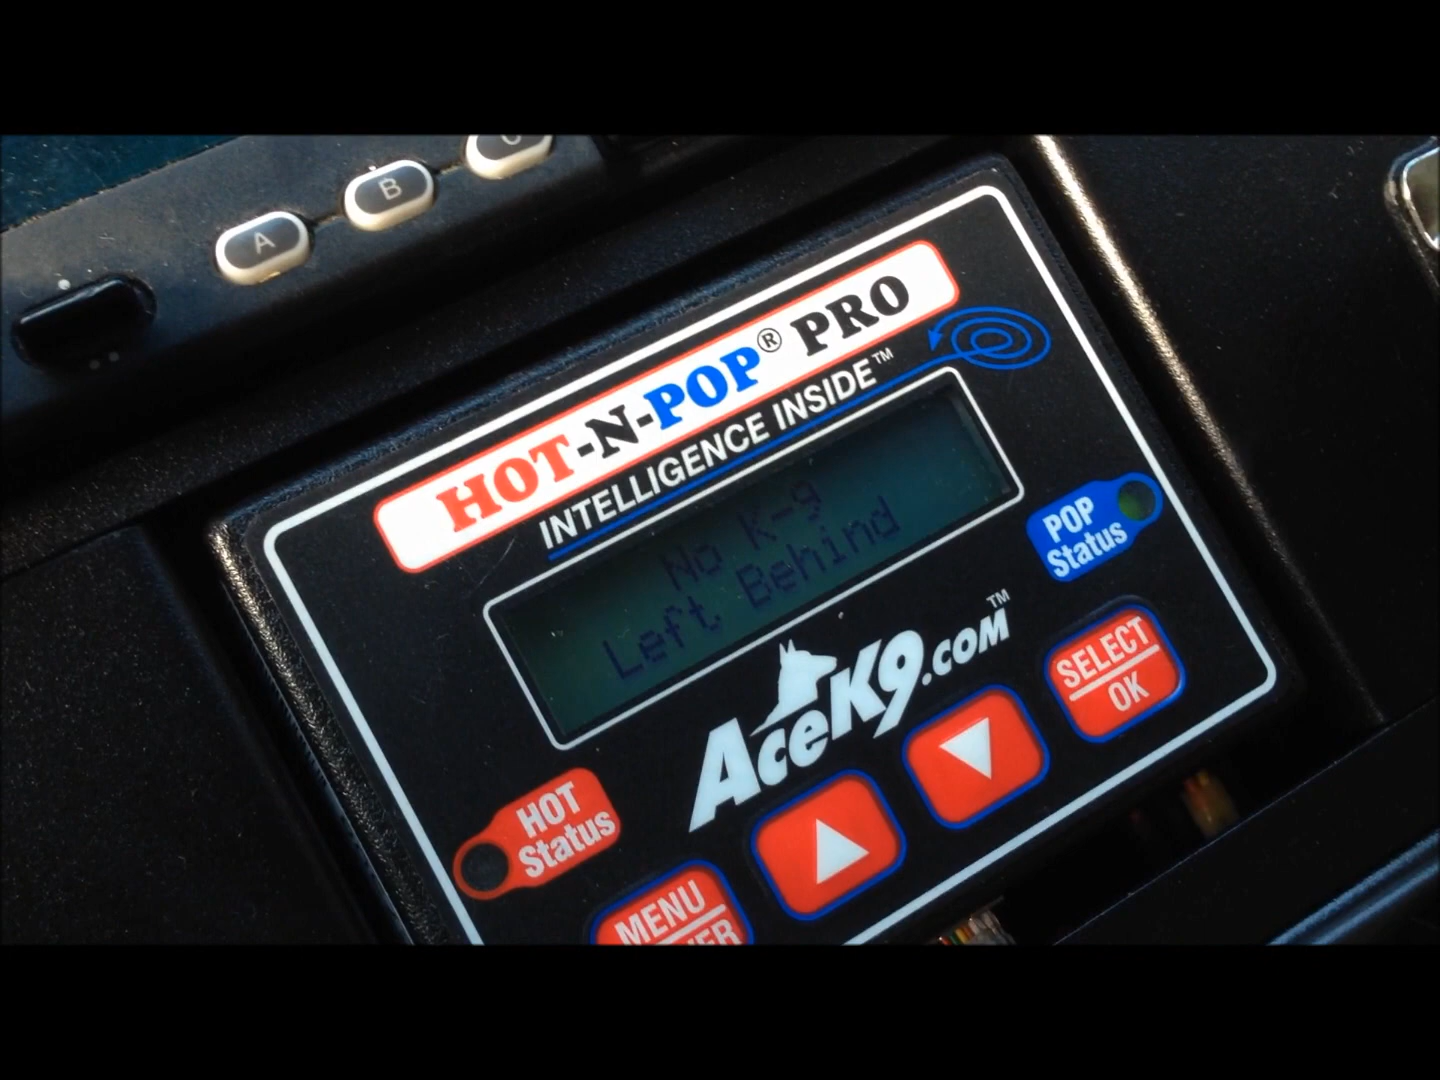 A
B
HOT-N-POP® PRO
INTELLIGENCE INSIDE™
No K-9
Left Behind
POP
Status
AceK9.com™
SELECT
OK
HOT
Status
MENU